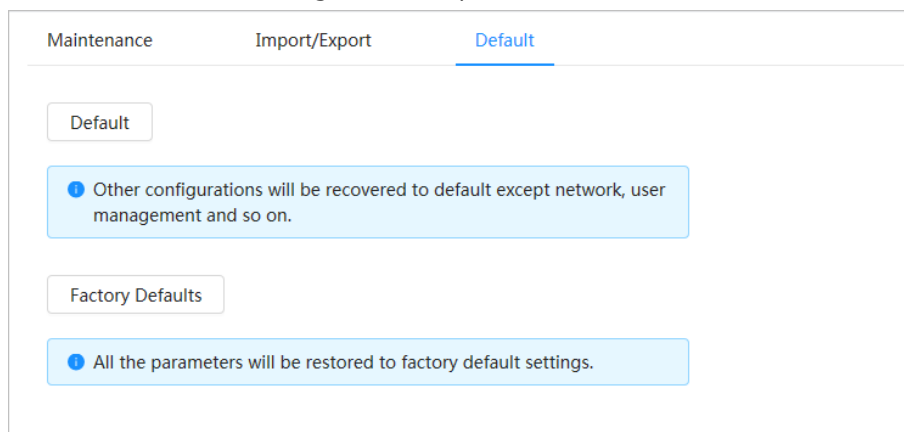 Maintenance Import/Export Default
Default
Other configurations will be recovered to default except network, user
management and so on.
Factory Defaults
All the parameters will be restored to factory default settings.